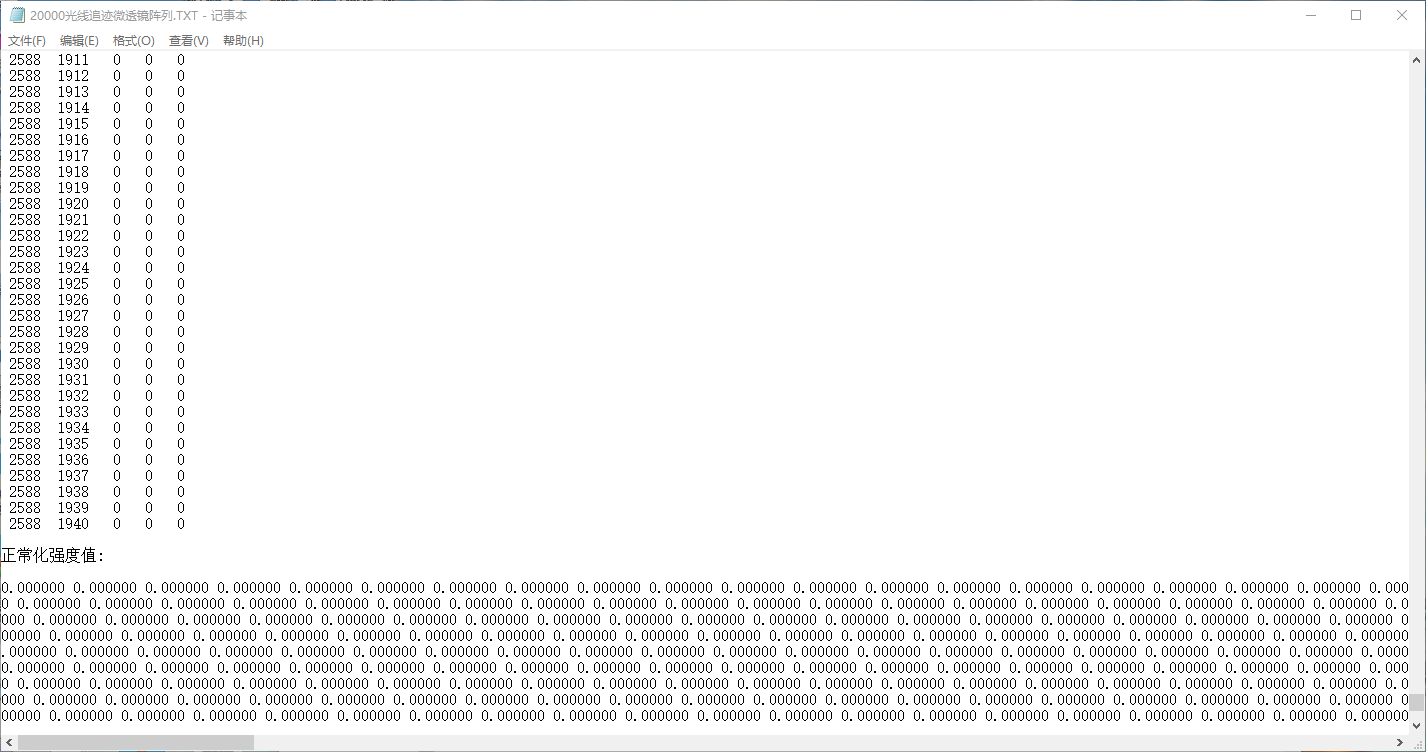 20000光线追迹微透镜阵列.TXT - 记事本
文件(F) 编辑(E) 格式(O) 查看(V) 帮助(H)
2588 1911 0 0 0
2588 1912 0 0 0
2588 1913 0 0 0
2588 1914 0 0 0
2588 1915 0 0 0
2588 1916 0 0 0
2588 1917 0 0 0
2588 1918 0 0 0
2588 1919 0 0 0
2588 1920 0 0 0
2588 1921 0 0 0
2588 1922 0 0 0
2588 1923 0 0 0
2588 1924 0 0 0
2588 1925 0 0 0
2588 1926 0 0 0
2588 1927 0 0 0
2588 1928 0 0 0
2588 1929 0 0 0
2588 1930 0 0 0
2588 1931 0 0 0
2588 1932 0 0 0
2588 1933 0 0 0
2588 1934 0 0 0
2588 1935 0 0 0
2588 1936 0 0 0
2588 1937 0 0 0
2588 1938 0 0 0
2588 1939 0 0 0
2588 1940 0 0 0
正常化强度值:
0.000000 0.000000 0.000000 0.000000 0.000000 0.000000 0.000000 0.000000 0.000000 0.000000 0.000000 0.000000 0.000000 0.000000 0.000000 0.000000 0.000000 0.000000 0.000000 0.000
0 0.000000 0.000000 0.000000 0.000000 0.000000 0.000000 0.000000 0.000000 0.000000 0.000000 0.000000 0.000000 0.000000 0.000000 0.000000 0.000000 0.000000 0.000000 0.000000 0.0
000 0.000000 0.000000 0.000000 0.000000 0.000000 0.000000 0.000000 0.000000 0.000000 0.000000 0.000000 0.000000 0.000000 0.000000 0.000000 0.000000 0.000000 0.000000 0.000000 0
00000 0.000000 0.000000 0.000000 0.000000 0.000000 0.000000 0.000000 0.000000 0.000000 0.000000 0.000000 0.000000 0.000000 0.000000 0.000000 0.000000 0.000000 0.000000 0.000000
.000000 0.000000 0.000000 0.000000 0.000000 0.000000 0.000000 0.000000 0.000000 0.000000 0.000000 0.000000 0.000000 0.000000 0.000000 0.000000 0.000000 0.000000 0.000000 0.0000
0.000000 0.000000 0.000000 0.000000 0.000000 0.000000 0.000000 0.000000 0.000000 0.000000 0.000000 0.000000 0.000000 0.000000 0.000000 0.000000 0.000000 0.000000 0.000000 0.000
0 0.000000 0.000000 0.000000 0.000000 0.000000 0.000000 0.000000 0.000000 0.000000 0.000000 0.000000 0.000000 0.000000 0.000000 0.000000 0.000000 0.000000 0.000000 0.000000 0.0
000 0.000000 0.000000 0.000000 0.000000 0.000000 0.000000 0.000000 0.000000 0.000000 0.000000 0.000000 0.000000 0.000000 0.000000 0.000000 0.000000 0.000000 0.000000 0.000000 0
00000 0.000000 0.000000 0.000000 0.000000 0.000000 0.000000 0.000000 0.000000 0.000000 0.000000 0.000000 0.000000 0.000000 0.000000 0.000000 0.000000 0.000000 0.000000 0.000000